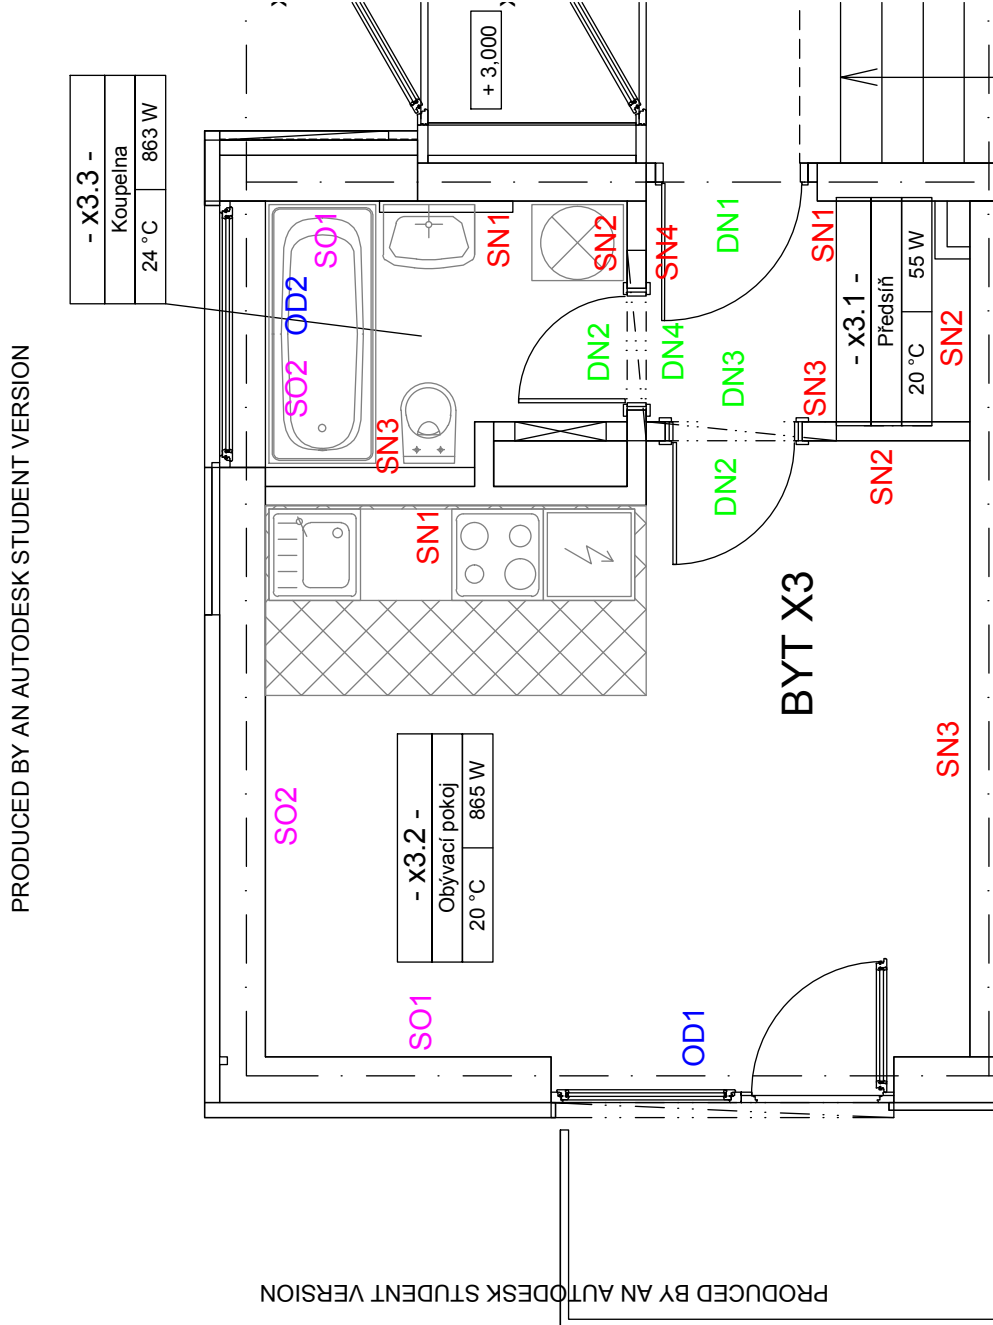 PRODUCED BY AN AUTODESK STUDENT VERSION
- x3.3 -
Koupelna
24 °C 863 W
+ 3,000
SO1
OD2
SO2
SN1
SN2
SN3
DN2
SN4
DN1
DN4
DN3
SN1
SN3
- x3.1 -
Předsíň
20 °C 55 W
SN2
SN1
DN2
SN2
BYT X3
SN3
SO2
- x3.2 -
Obývací pokoj
20 °C 865 W
SO1
OD1
PRODUCED BY AN AUTODESK STUDENT VERSION